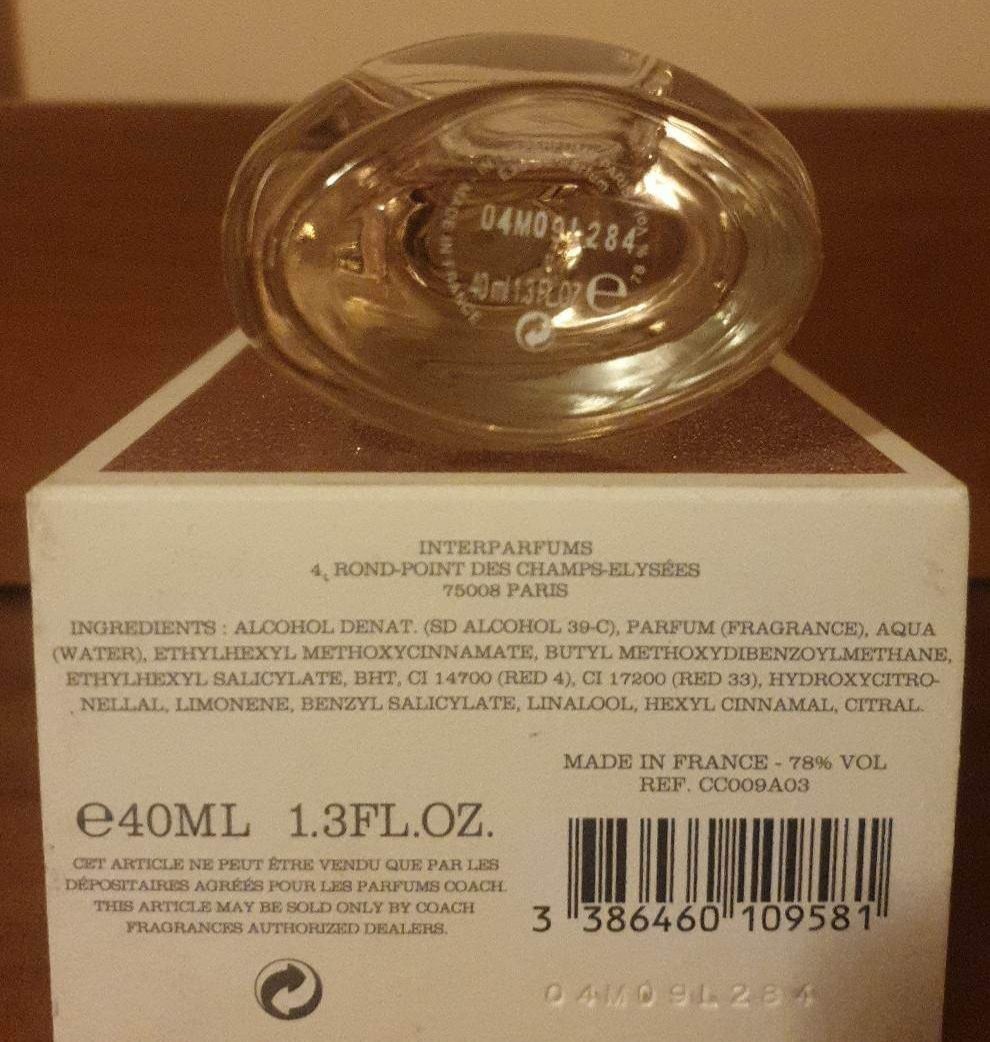 04M09L284
40 ml 1.3FL.OZ e
MADE IN FRANCE
INTERPARFUMS
4, ROND-POINT DES CHAMPS-ELYSÉES
75008 PARIS
INGREDIENTS : ALCOHOL DENAT. (SD ALCOHOL 39-C), PARFUM (FRAGRANCE), AQUA
(WATER), ETHYLHEXYL METHOXYCINNAMATE, BUTYL METHOXYDIBENZOYLMETHANE,
ETHYLHEXYL SALICYLATE, BHT, CI 14700 (RED 4), CI 17200 (RED 33), HYDROXYCITRO-
NELLAL, LIMONENE, BENZYL SALICYLATE, LINALOOL, HEXYL CINNAMAL, CITRAL.
MADE IN FRANCE - 78% VOL
REF. CC009A03
e40ML 1.3FL.OZ.
CET ARTICLE NE PEUT ÊTRE VENDU QUE PAR LES
DÉPOSITAIRES AGRÉÉS POUR LES PARFUMS COACH.
THIS ARTICLE MAY BE SOLD ONLY BY COACH
FRAGRANCES AUTHORIZED DEALERS.
3 386460 109581
04M09L284